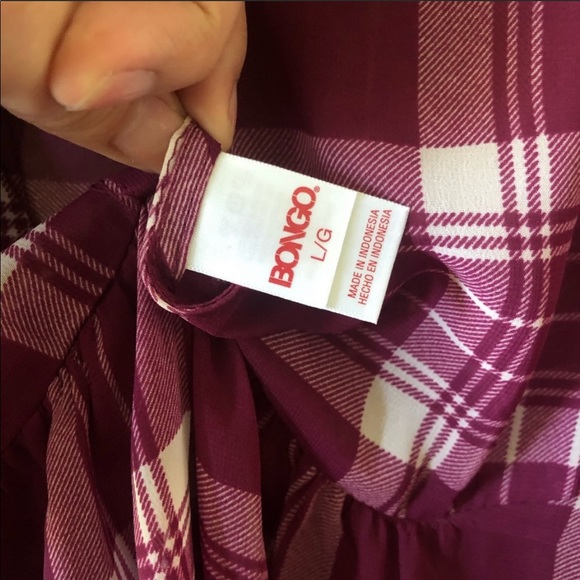 BONGO®
L/G
MADE IN INDONESIA
HECHO EN INDONESIA